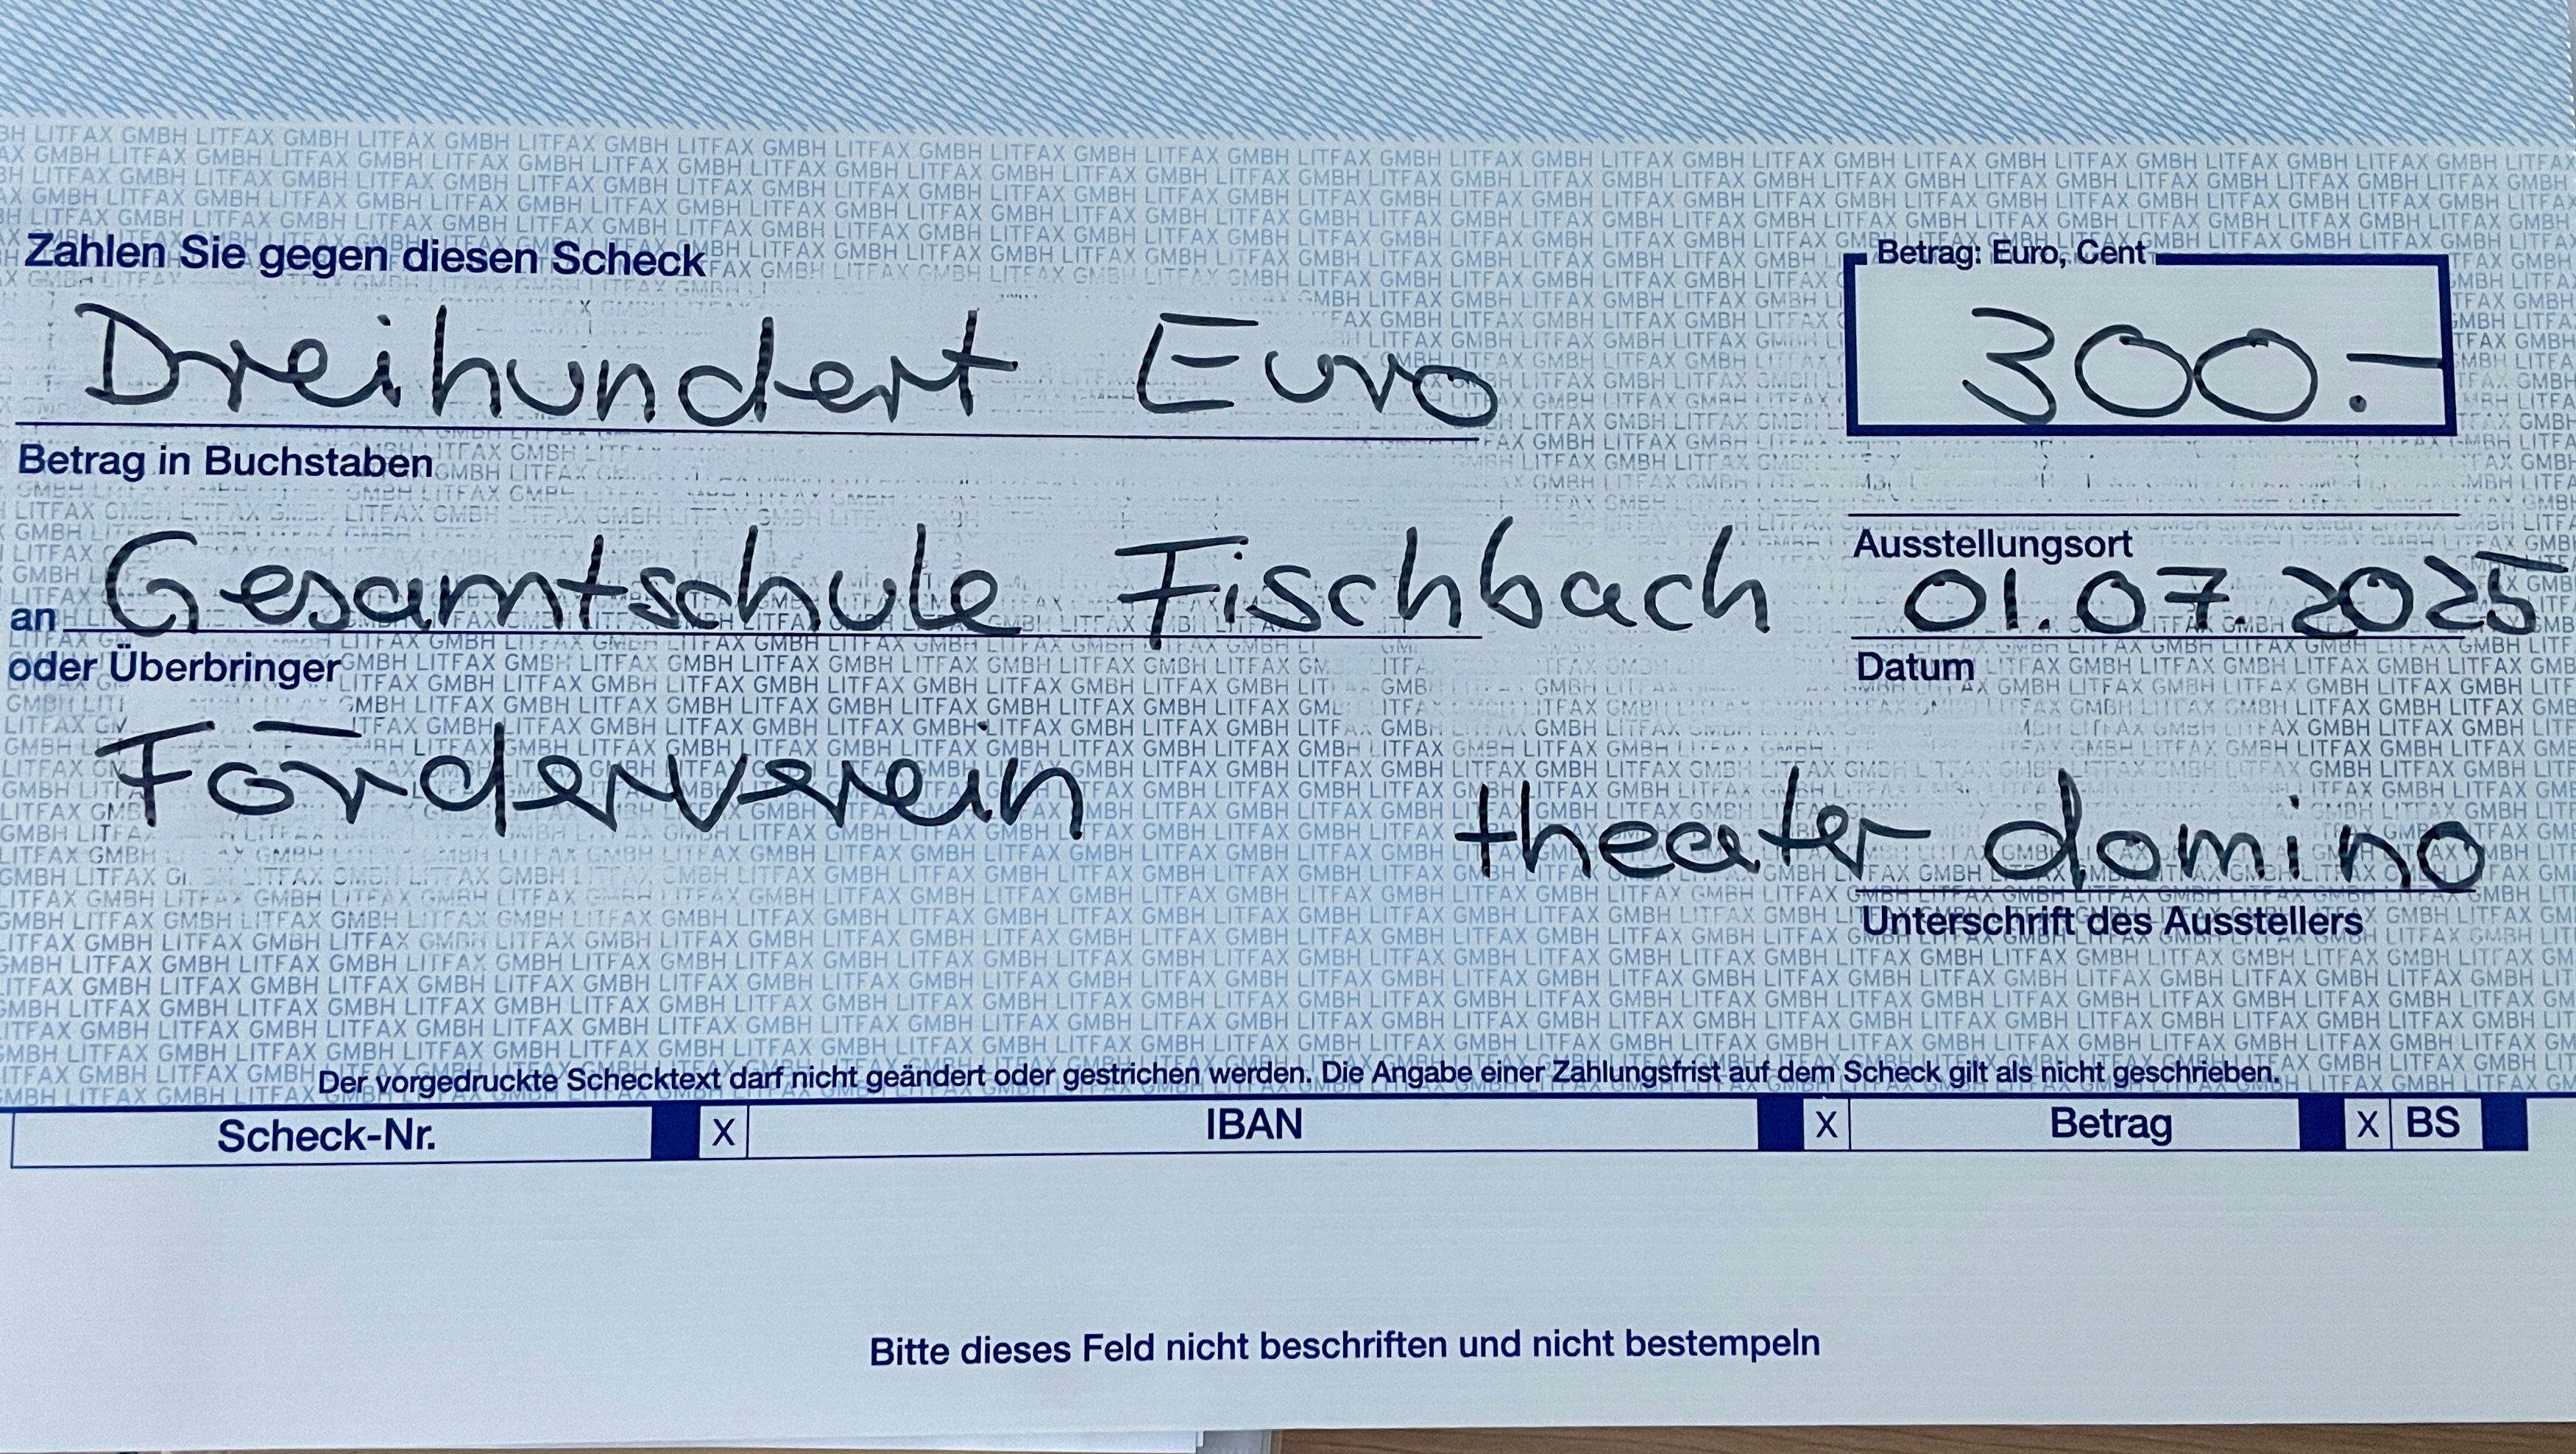 Zahlen Sie gegen diesen Scheck
Betrag: Euro, Cent
Dreihundert Euro
300.-
Betrag in Buchstaben
Ausstellungsort
an Gesamtschule Fischbach
01.07.2025
oder Überbringer
Datum
Förderverein
theater domino
Unterschrift des Ausstellers
Der vorgedruckte Schecktext darf nicht geändert oder gestrichen werden. Die Angabe einer Zahlungsfrist auf dem Scheck gilt als nicht geschrieben.
Scheck-Nr. X IBAN X Betrag X BS
Bitte dieses Feld nicht beschriften und nicht bestempeln